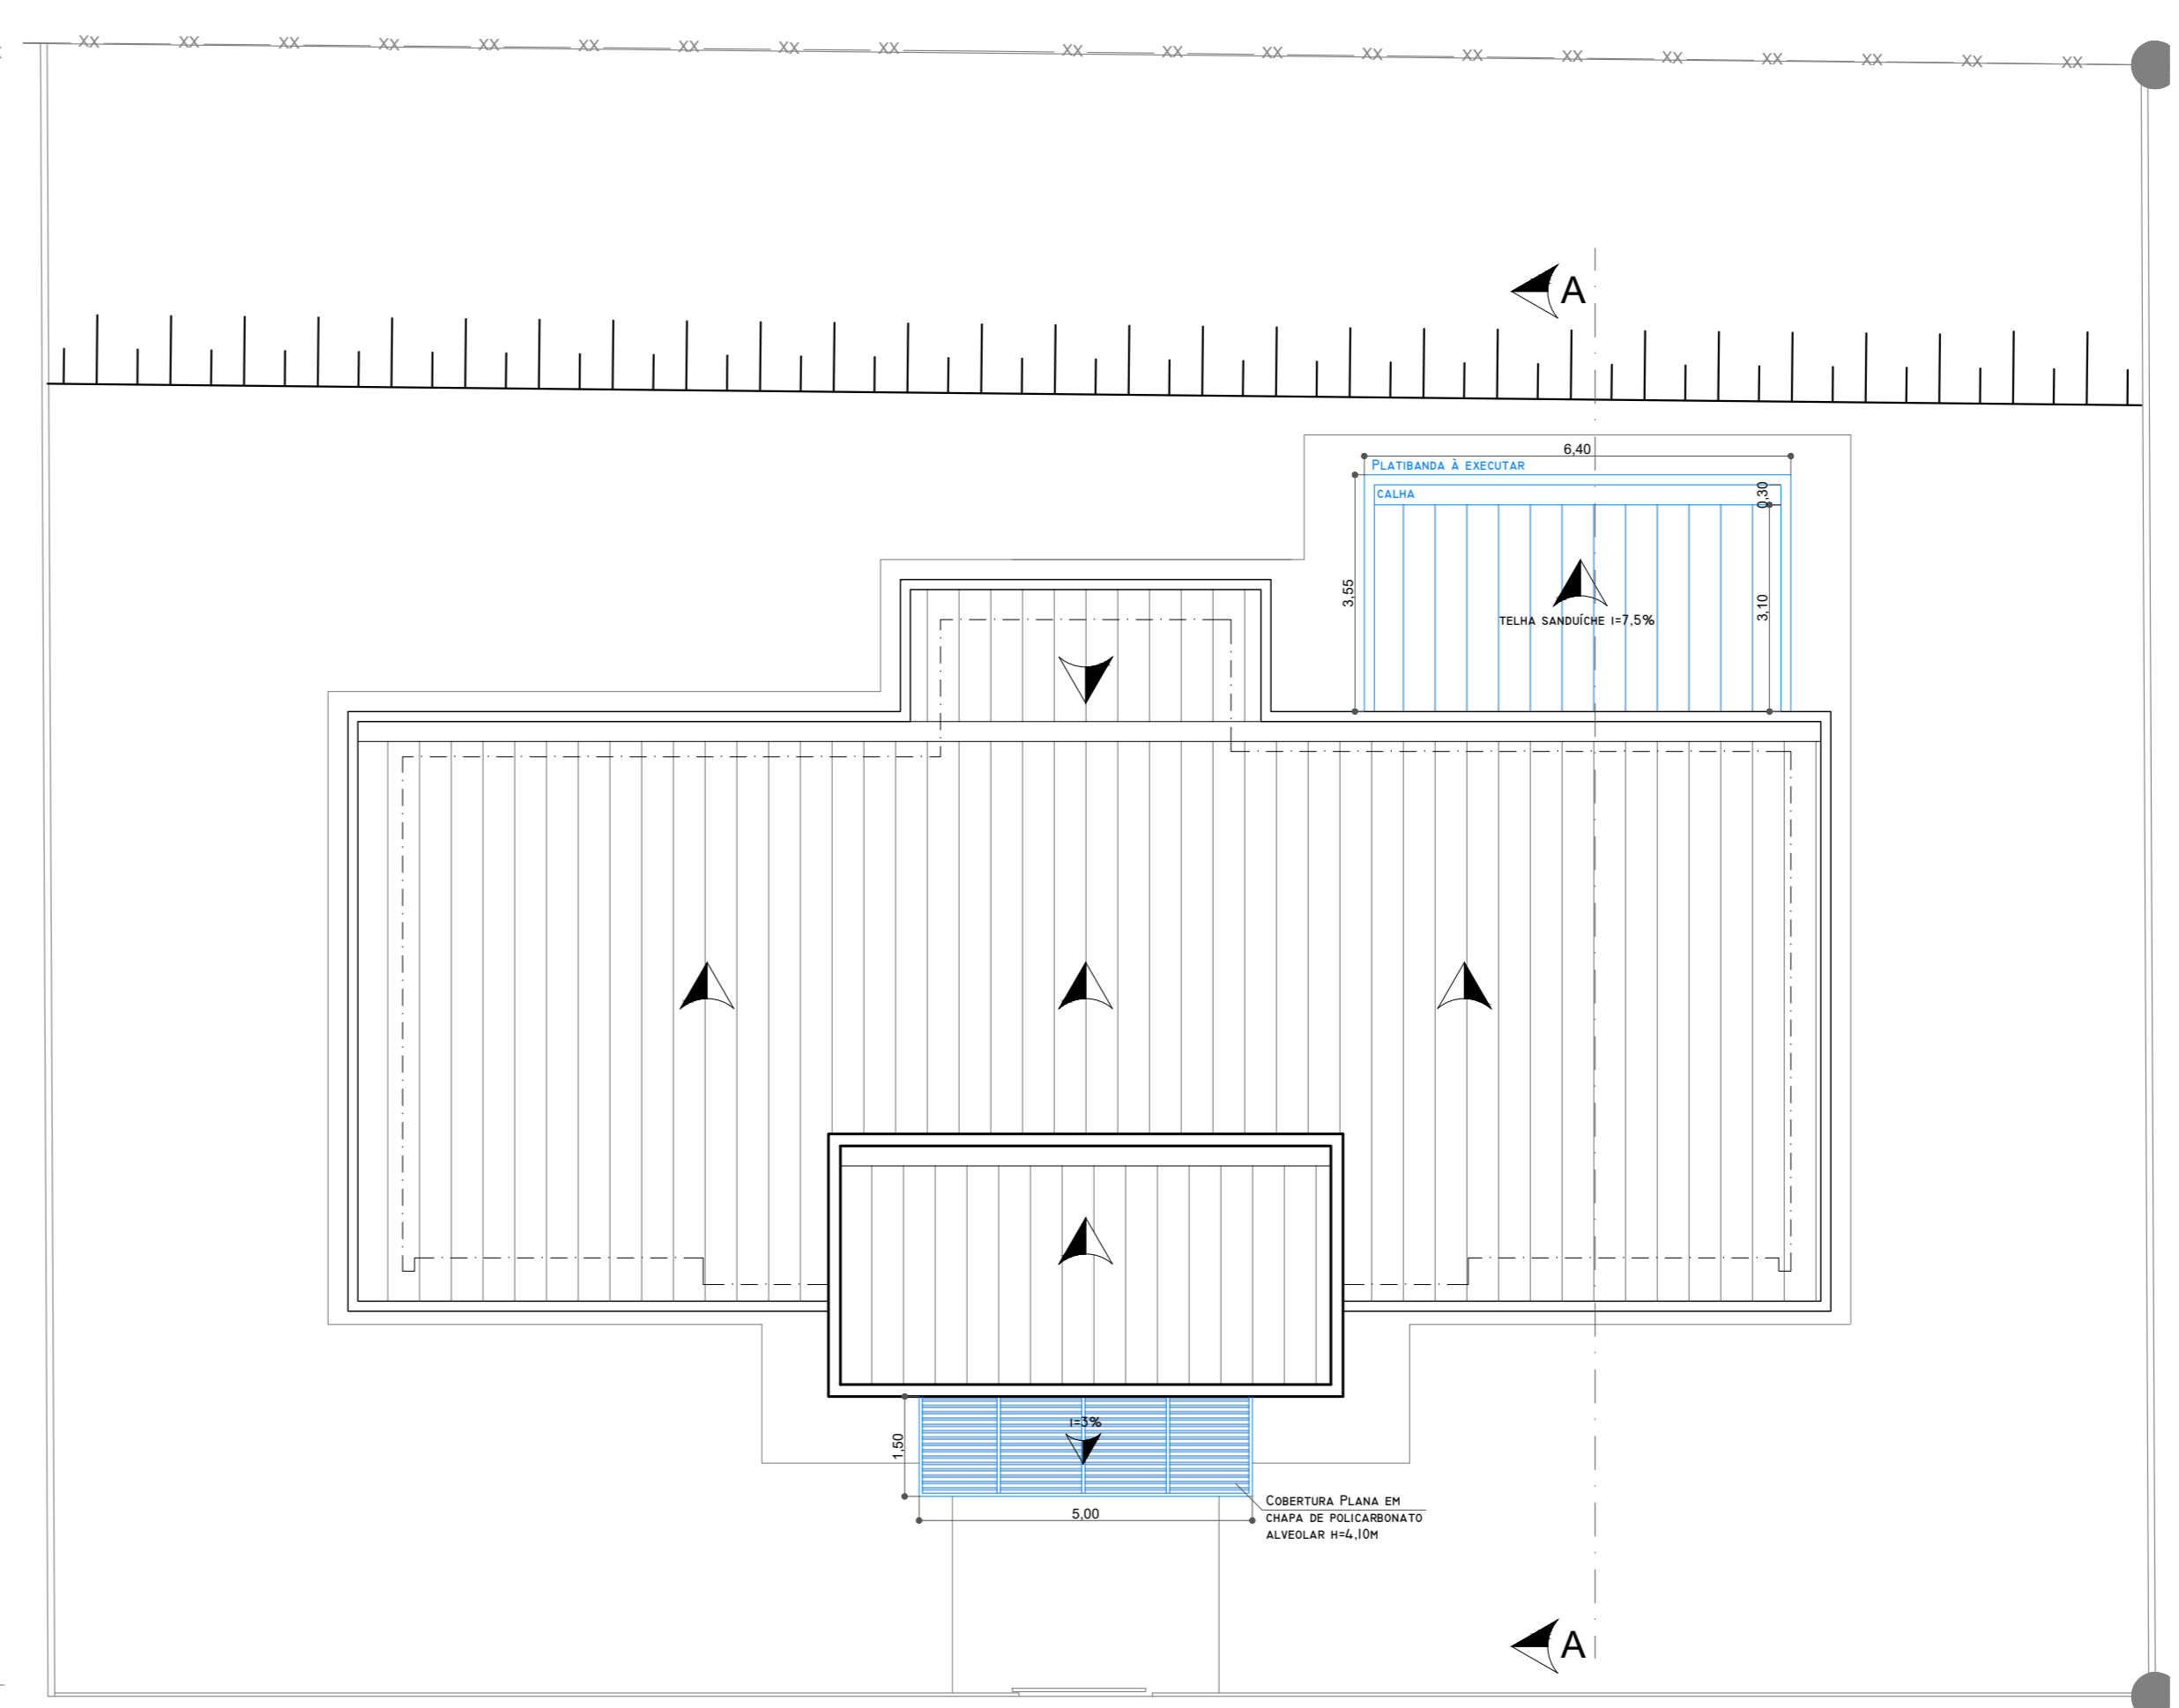 XX XX XX XX XX XX XX XX XX XX XX XX XX XX XX XX XX XX XX XX
A
6,40
PLATIBANDA À EXECUTAR
CALHA
0,30
3,55
3,10
TELHA SANDUÍCHE I=7,5%
I=3%
1,50
5,00
COBERTURA PLANA EM
CHAPA DE POLICARBONATO
ALVEOLAR H=4,10M
A